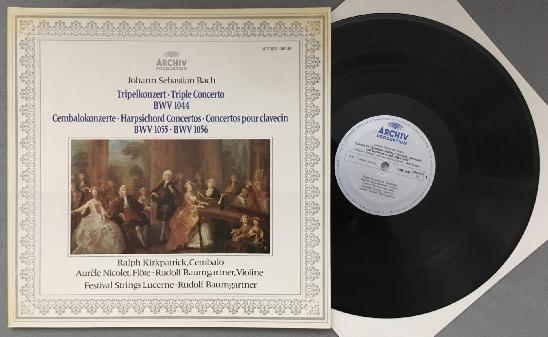 ARCHIV
PRODUKTION
STEREO
Johann Sebastian Bach
Tripelkonzert · Triple Concerto
BWV 1044
Cembalokonzerte · Harpsichord Concertos · Concertos pour clavecin
BWV 1055 · BWV 1056
Ralph Kirkpatrick, Cembalo
Aurèle Nicolet, Flöte · Rudolf Baumgartner, Violine
Festival Strings Lucerne · Rudolf Baumgartner
ARCHIV
PRODUKTION